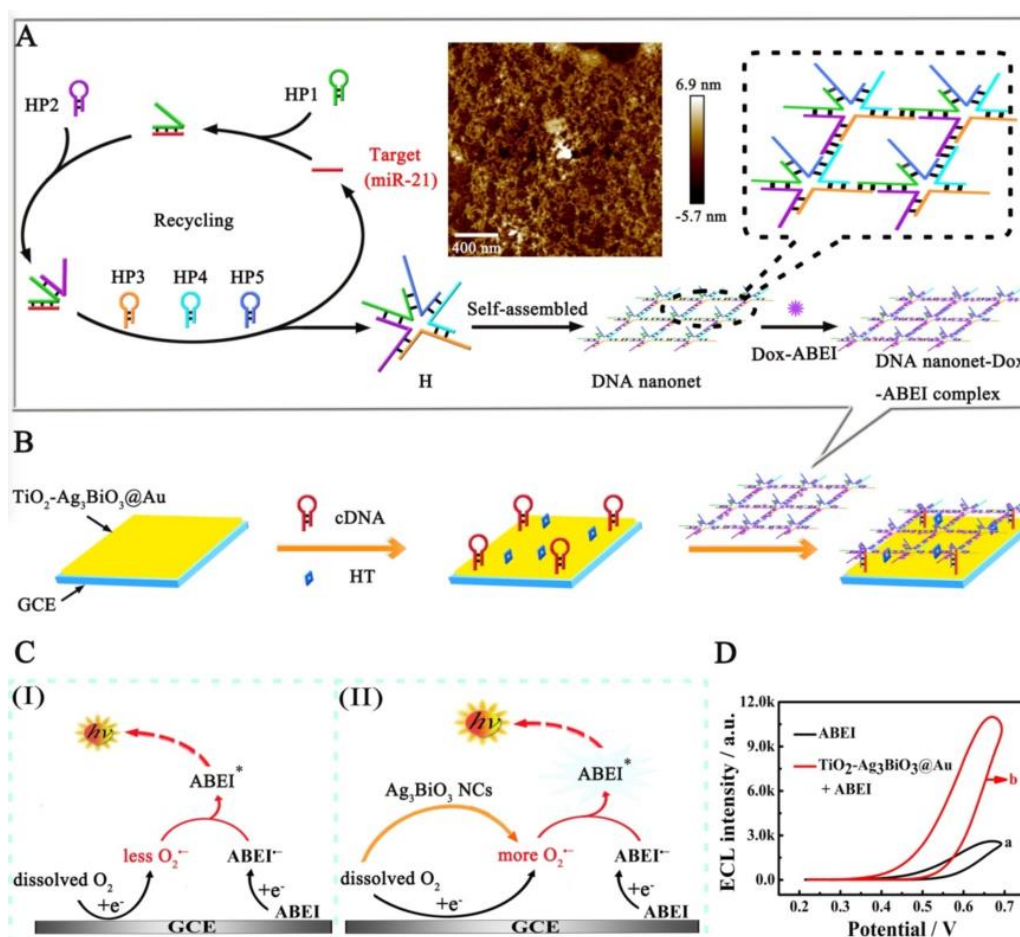 A
HP2
HP1
Target
(miR-21)
Recycling
HP3
HP4
HP5
H
6.9 nm
-5.7 nm
400 nm
Self-assembled
DNA nanonet
Dox-ABEI
DNA nanonet-Dox
-ABEI complex
B
TiO₂-Ag₃BiO₃@Au
GCE
cDNA
HT
C
(I)
hν
ABEI*
less O₂•−
ABEI•−
dissolved O₂
+e⁻
+e⁻
ABEI
GCE
(II)
hν
ABEI*
Ag₃BiO₃ NCs
more O₂•−
ABEI•−
dissolved O₂
+e⁻
+e⁻
ABEI
GCE
D
ECL intensity / a.u.
12.0k
9.0k
6.0k
3.0k
0.0
ABEI
TiO₂-Ag₃BiO₃@Au
+ ABEI
b
a
0.2 0.3 0.4 0.5 0.6 0.7
Potential / V